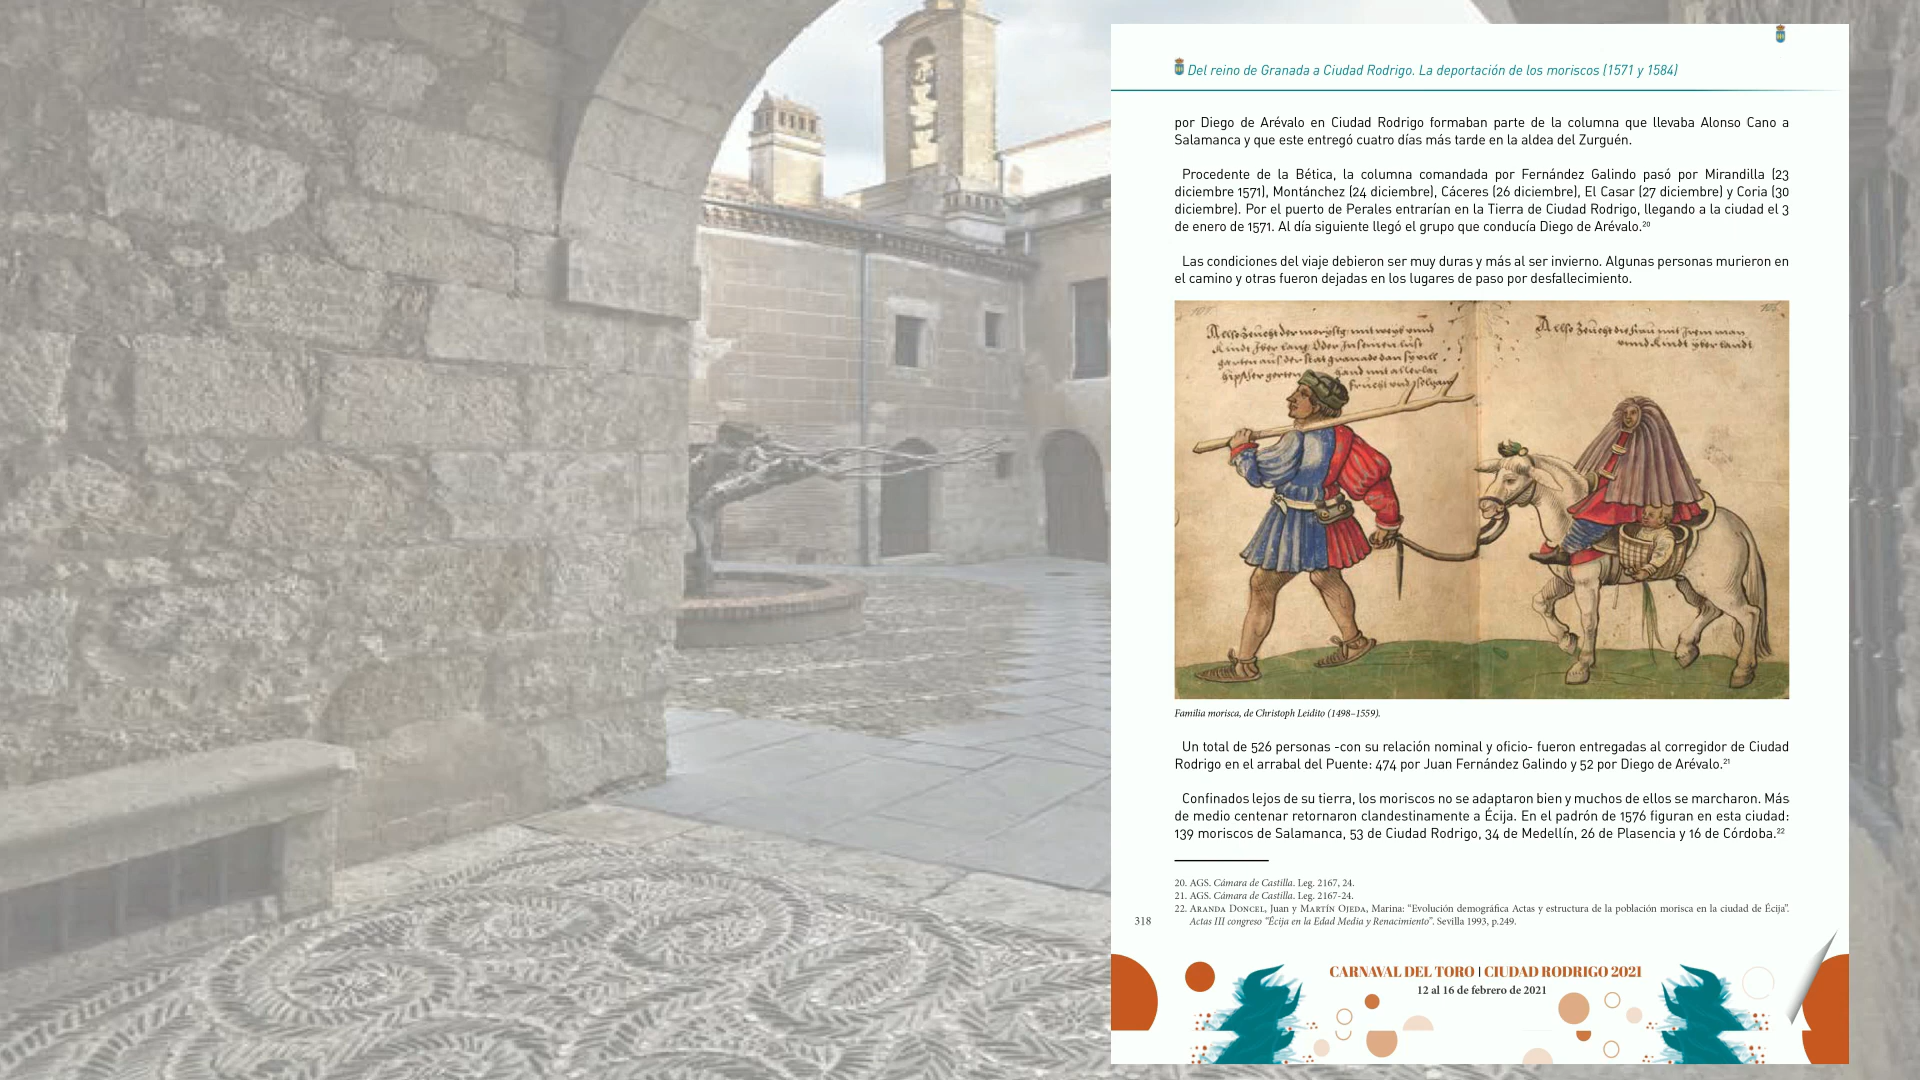 Del reino de Granada a Ciudad Rodrigo. La deportación de los moriscos (1571 y 1584)
por Diego de Arévalo en Ciudad Rodrigo formaban parte de la columna que llevaba Alonso Cano a
Salamanca y que este entregó cuatro días más tarde en la aldea del Zurguén.
Procedente de la Bética, la columna comandada por Fernández Galindo pasó por Mirandilla (23
diciembre 1571), Montánchez (24 diciembre), Cáceres (26 diciembre), El Casar (27 diciembre) y Coria (30
diciembre). Por el puerto de Perales entrarían en la Tierra de Ciudad Rodrigo, llegando a la ciudad el 3
de enero de 1571. Al día siguiente llegó el grupo que conducía Diego de Arévalo.²⁰
Las condiciones del viaje debieron ser muy duras y más al ser invierno. Algunas personas murieron en
el camino y otras fueron dejadas en los lugares de paso por desfallecimiento.
Familia morisca, de Christoph Leidito (1498–1559).
Un total de 526 personas -con su relación nominal y oficio- fueron entregadas al corregidor de Ciudad
Rodrigo en el arrabal del Puente: 474 por Juan Fernández Galindo y 52 por Diego de Arévalo.²¹
Confinados lejos de su tierra, los moriscos no se adaptaron bien y muchos de ellos se marcharon. Más
de medio centenar retornaron clandestinamente a Écija. En el padrón de 1576 figuran en esta ciudad:
139 moriscos de Salamanca, 53 de Ciudad Rodrigo, 34 de Medellín, 26 de Plasencia y 16 de Córdoba.²²
20. AGS. Cámara de Castilla. Leg. 2167, 24.
21. AGS. Cámara de Castilla. Leg. 2167-24.
22. Aranda Doncel, Juan y Martín Ojeda, Marina: “Evolución demográfica Actas y estructura de la población morisca en la ciudad de Écija”.
Actas III congreso “Écija en la Edad Media y Renacimiento”. Sevilla 1993, p.249.
318
CARNAVAL DEL TORO | CIUDAD RODRIGO 2021
12 al 16 de febrero de 2021